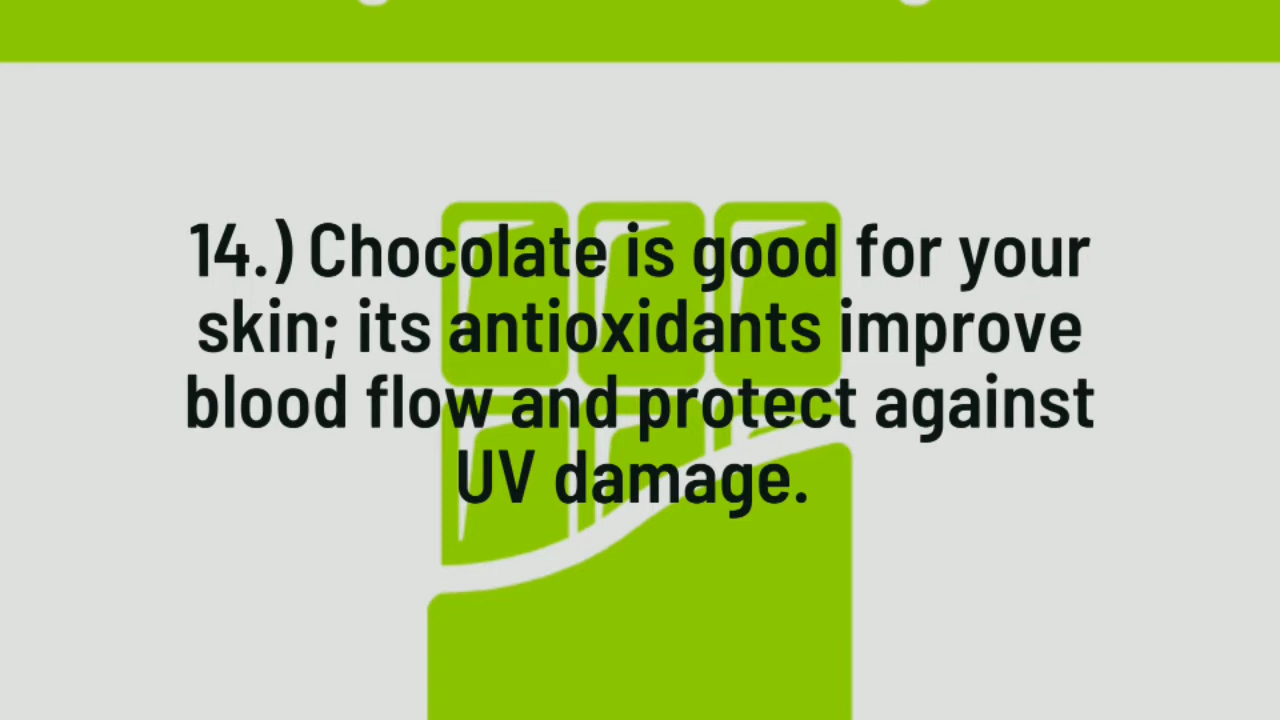 14.) Chocolate is good for your
skin; its antioxidants improve
blood flow and protect against
UV damage.